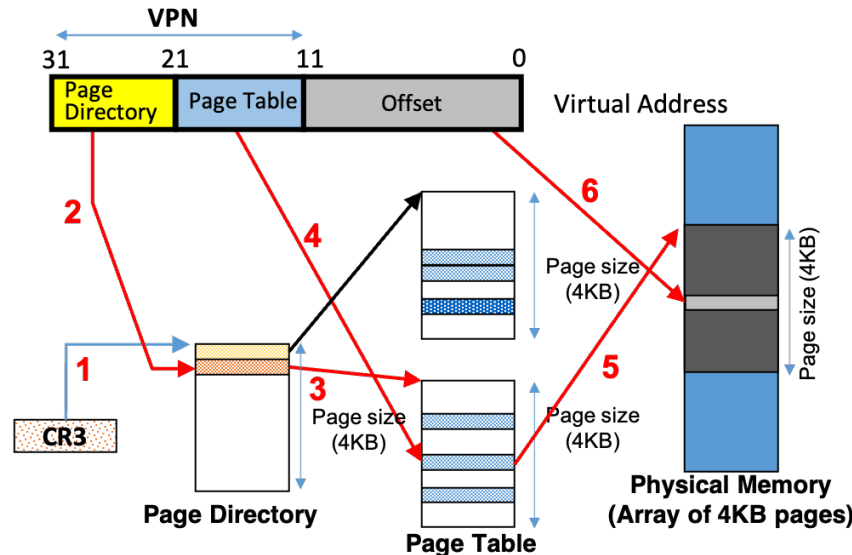 VPN
31 21 11 0
Page
Directory
Page Table
Offset
Virtual Address
2
4
6
Page size
(4KB)
Page size (4KB)
1
3
5
Page size
(4KB)
Page size
(4KB)
CR3
Page Directory
Page Table
Physical Memory
(Array of 4KB pages)